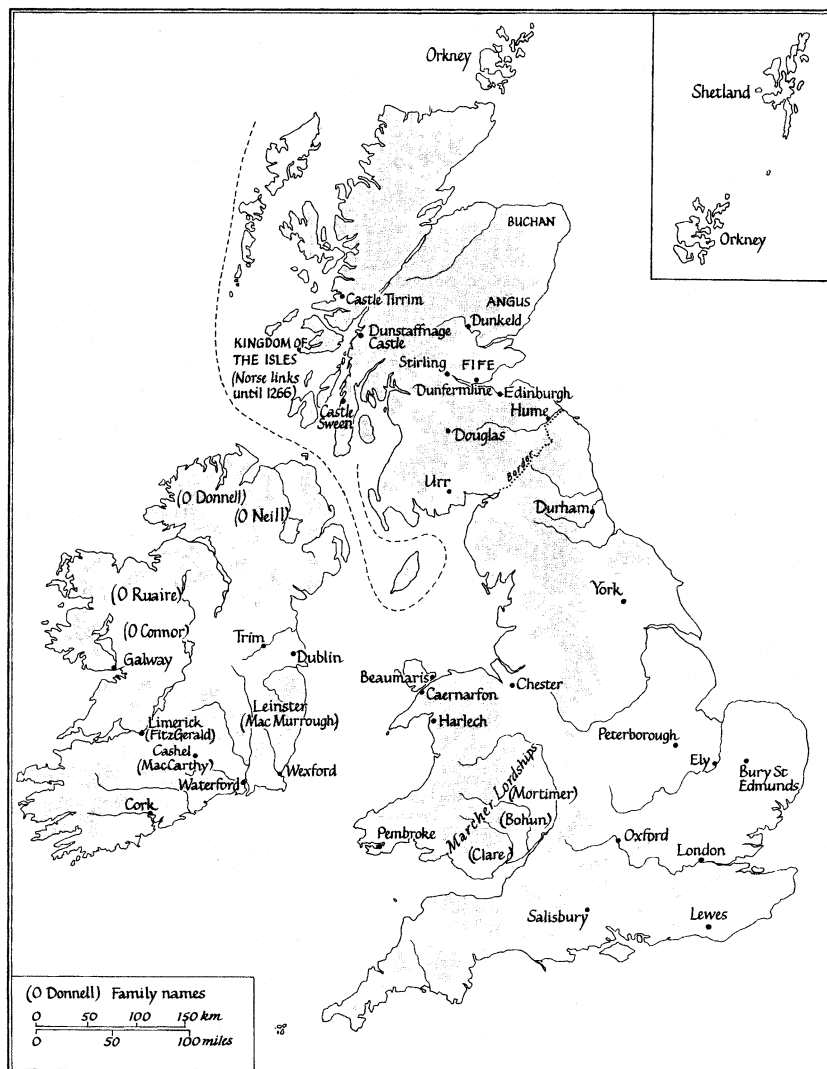 Orkney
Shetland
Orkney
BUCHAN
Castle Tirrim
ANGUS
Dunkeld
KINGDOM OF
THE ISLES
(Norse links
until 1266)
Dunstaffnage
Castle
Stirling
FIFE
Dunfermline
Edinburgh
Hume
Castle
Sween
Douglas
Border
Urr
Durham
(O Donnell)
(O Neill)
York
(O Ruaire)
(O Connor)
Galway
Trim
Dublin
Beaumaris
Caernarfon
Chester
Harlech
Leinster
(Mac Murrough)
Limerick
(FitzGerald)
Cashel
(MacCarthy)
Waterford
Wexford
Cork
Peterborough
Ely
Bury St
Edmunds
Marcher Lordships
(Mortimer)
(Bohun)
(Clare)
Pembroke
Oxford
London
Salisbury
Lewes
(O Donnell) Family names
0 50 100 150 km
0 50 100 miles